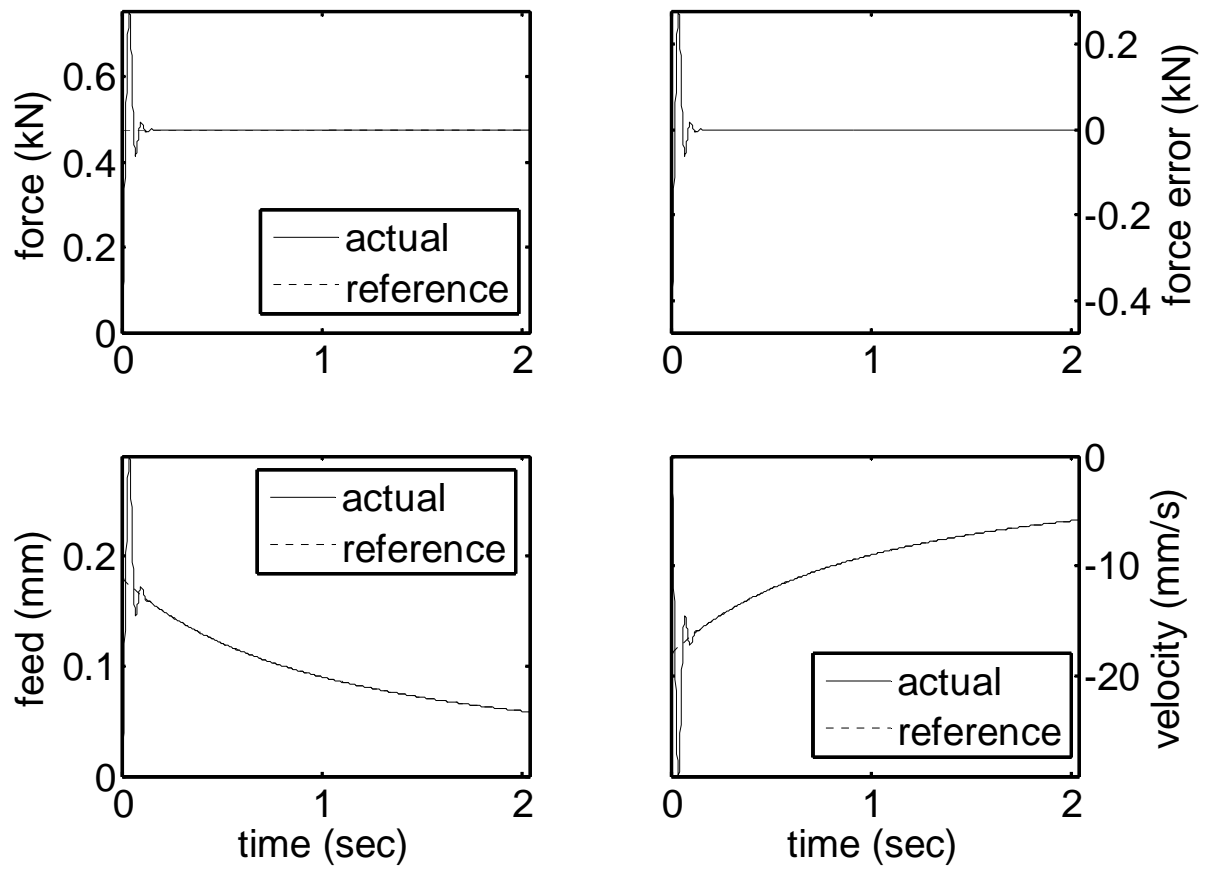 force (kN)
0.6
0.4
0.2
0
0 1 2
actual
reference
0.2
0
-0.2
-0.4
force error (kN)
0 1 2
feed (mm)
0.2
0.1
0
0 1 2
time (sec)
actual
reference
0
-10
-20
velocity (mm/s)
0 1 2
time (sec)
actual
reference